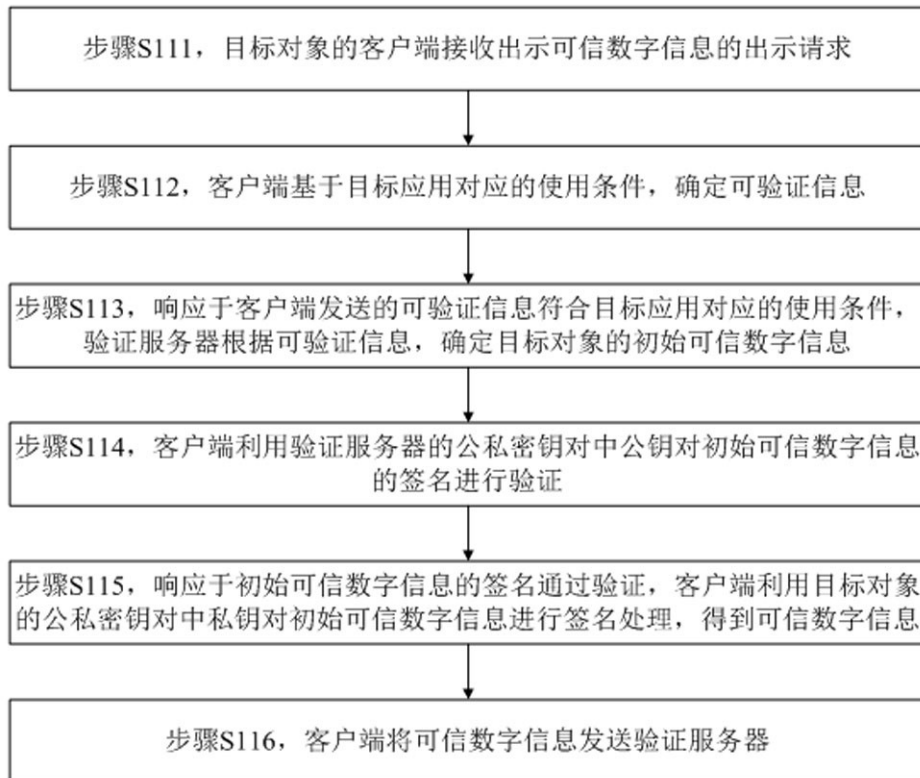 步骤S111，目标对象的客户端接收出示可信数字信息的出示请求
步骤S112，客户端基于目标应用对应的使用条件，确定可验证信息
步骤S113，响应于客户端发送的可验证信息符合目标应用对应的使用条件，
验证服务器根据可验证信息，确定目标对象的初始可信数字信息
步骤S114，客户端利用验证服务器的公私密钥对中公钥对初始可信数字信息
的签名进行验证
步骤S115，响应于初始可信数字信息的签名通过验证，客户端利用目标对象
的公私密钥对中私钥对初始可信数字信息进行签名处理，得到可信数字信息
步骤S116，客户端将可信数字信息发送验证服务器